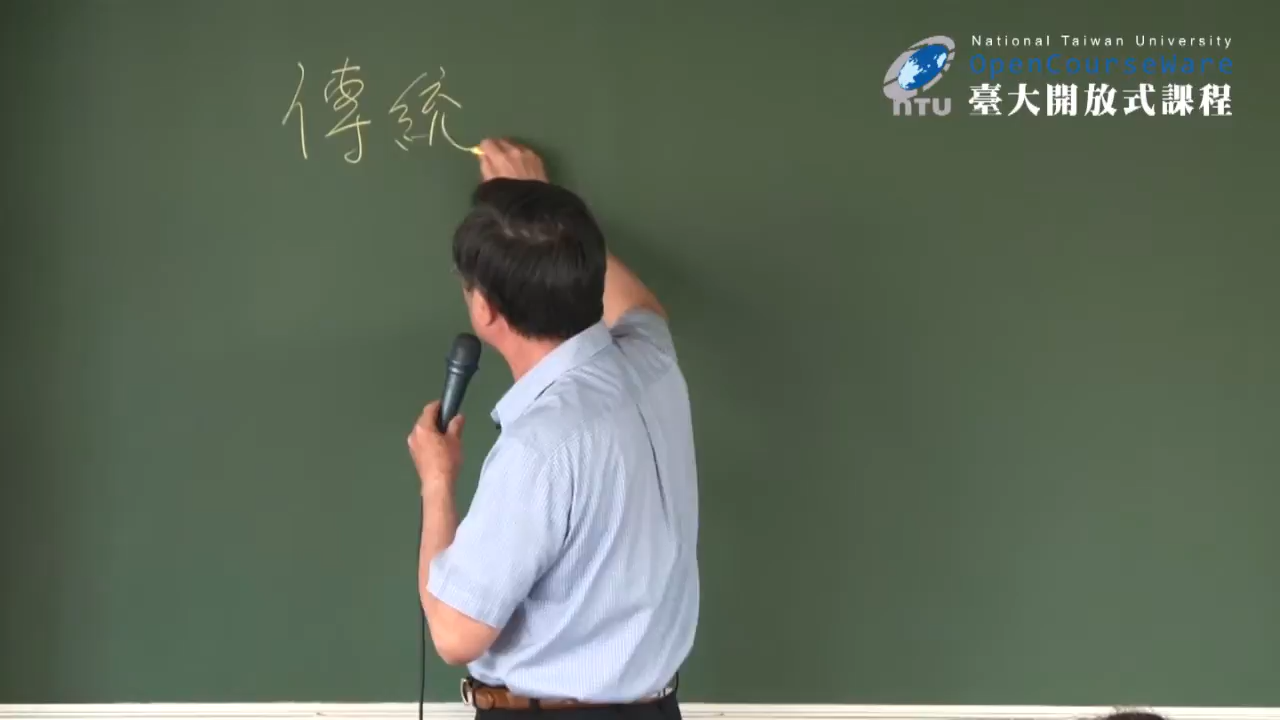 傳統
National Taiwan University
OpenCourseWare
臺大開放式課程
NTU